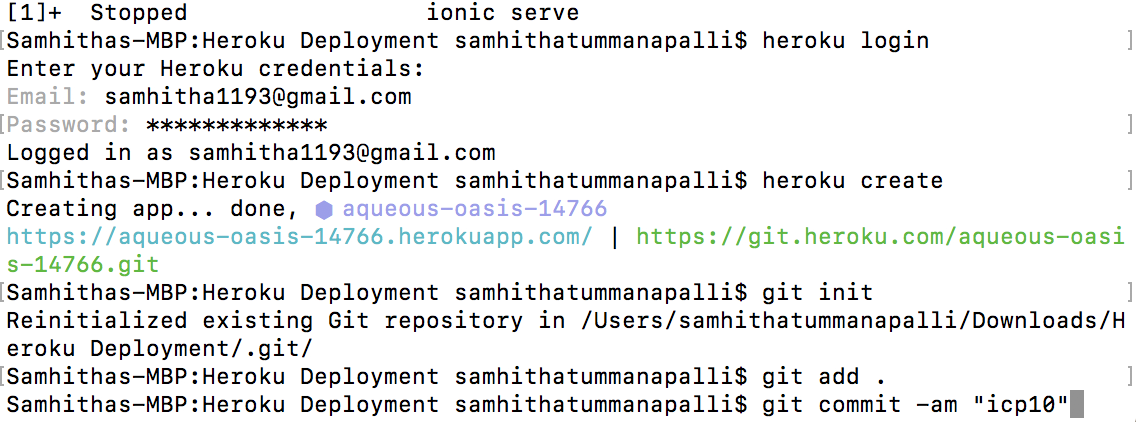 [1]+  Stopped                 ionic serve
[Samhithas-MBP:Heroku Deployment samhithatummanapalli$ heroku login ]
Enter your Heroku credentials:
Email: samhitha1193@gmail.com
[Password: ************* ]
Logged in as samhitha1193@gmail.com
[Samhithas-MBP:Heroku Deployment samhithatummanapalli$ heroku create ]
Creating app... done, ⬢ aqueous-oasis-14766
https://aqueous-oasis-14766.herokuapp.com/ | https://git.heroku.com/aqueous-oasi
s-14766.git
[Samhithas-MBP:Heroku Deployment samhithatummanapalli$ git init ]
Reinitialized existing Git repository in /Users/samhithatummanapalli/Downloads/H
eroku Deployment/.git/
[Samhithas-MBP:Heroku Deployment samhithatummanapalli$ git add . ]
Samhithas-MBP:Heroku Deployment samhithatummanapalli$ git commit -am "icp10"